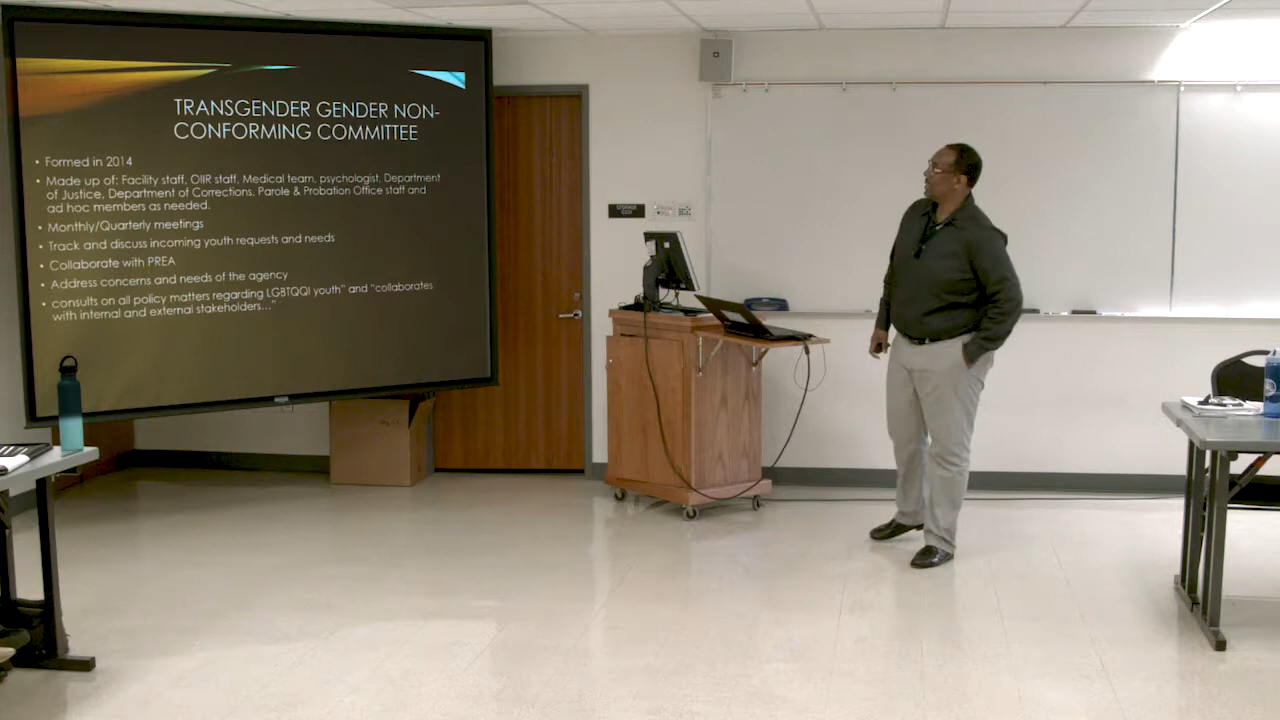 TRANSGENDER GENDER NON-
CONFORMING COMMITTEE
• Formed in 2014
• Made up of: Facility staff, OIIR staff, Medical team, psychologist, Department
of Justice, Department of Corrections, Parole & Probation Office staff and
ad hoc members as needed.
• Monthly/Quarterly meetings
• Track and discuss incoming youth requests and needs
• Collaborate with PREA
• Address concerns and needs of the agency
• consults on all policy matters regarding LGBTQQI youth" and "collaborates
with internal and external stakeholders..."
STORAGE